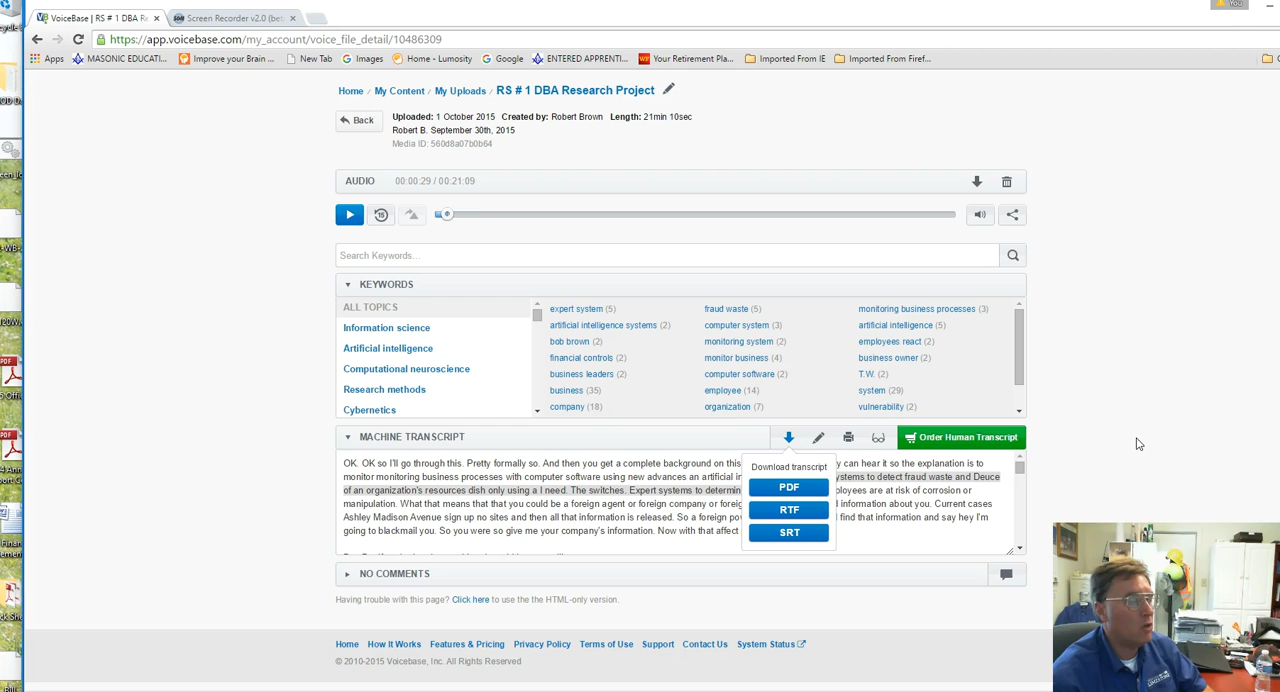 VoiceBase | RS # 1 DBA Re × Screen Recorder v2.0 (bet ×
You
https://app.voicebase.com/my_account/voice_file_detail/10486309
Apps MASONIC EDUCATI... Improve your Brain ... New Tab Images Home - Lumosity Google ENTERED APPRENTI... Your Retirement Pla... Imported From IE Imported From Firef...
Home / My Content / My Uploads / RS # 1 DBA Research Project
Back
Uploaded: 1 October 2015 Created by: Robert Brown Length: 21min 10sec
Robert B. September 30th, 2015
Media ID: 560d8a07b0b64
AUDIO 00:00:29 / 00:21:09
15
Search Keywords...
KEYWORDS
ALL TOPICS
Information science
Artificial intelligence
Computational neuroscience
Research methods
Cybernetics
expert system (5) fraud waste (5) monitoring business processes (3)
artificial intelligence systems (2) computer system (3) artificial intelligence (5)
bob brown (2) monitoring system (2) employees react (2)
financial controls (2) monitor business (4) business owner (2)
business leaders (2) computer software (2) T.W. (2)
business (35) employee (14) system (29)
company (18) organization (7) vulnerability (2)
MACHINE TRANSCRIPT
Order Human Transcript
Download transcript
PDF
RTF
SRT
OK. OK so I'll go through this. Pretty formally so. And then you get a complete background on this y can hear it so the explanation is to
monitor monitoring business processes with computer software using new advances an artificial in ystems to detect fraud waste and Deuce
of an organization's resources dish only using a I need. The switches. Expert systems to determin ployees are at risk of corrosion or
manipulation. What that means that that you could be a foreign agent or foreign company or foreig l information about you. Current cases
Ashley Madison Avenue sign up no sites and then all that information is released. So a foreign po find that information and say hey I'm
going to blackmail you. So you were so give me your company's information. Now with that affect
NO COMMENTS
Having trouble with this page? Click here to use the the HTML-only version.
Home How It Works Features & Pricing Privacy Policy Terms of Use Support Contact Us System Status
© 2010-2015 Voicebase, Inc. All Rights Reserved